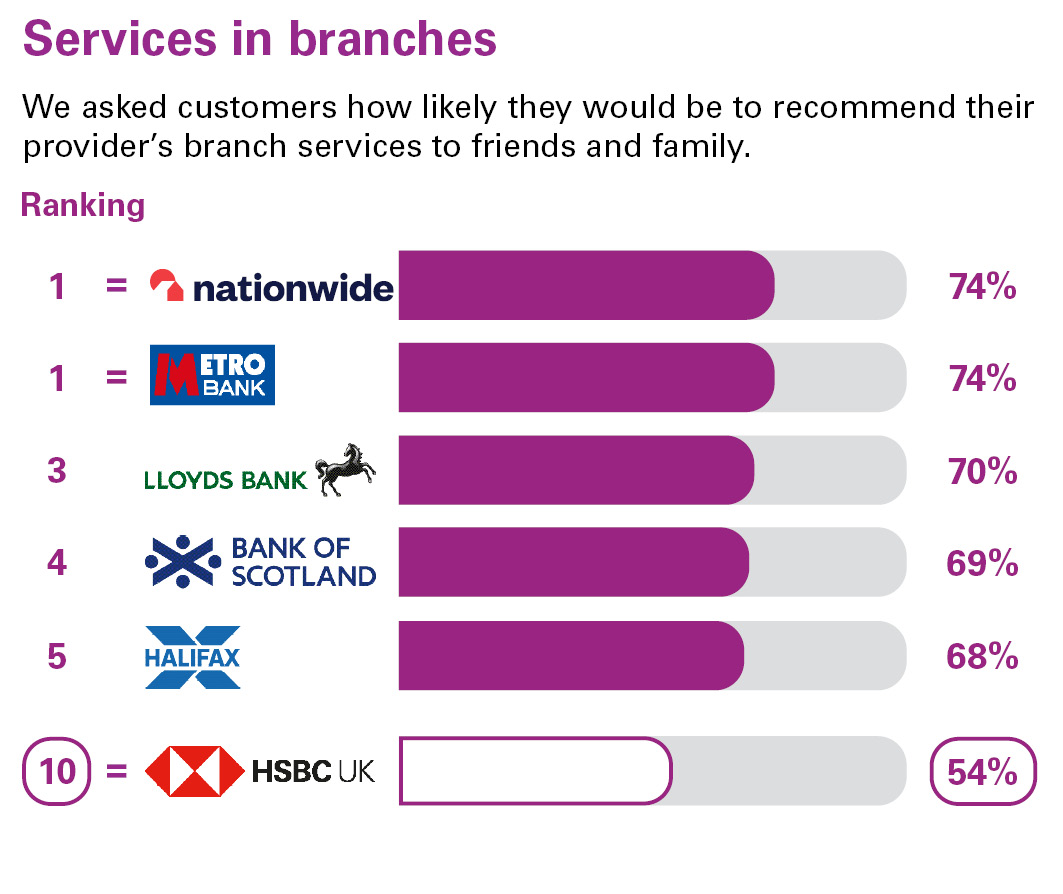 Services in branches
We asked customers how likely they would be to recommend their
provider’s branch services to friends and family.
Ranking
1 = nationwide 74%
1 = METRO BANK 74%
3 LLOYDS BANK 70%
4 BANK OF SCOTLAND 69%
5 HALIFAX 68%
10 = HSBC UK 54%